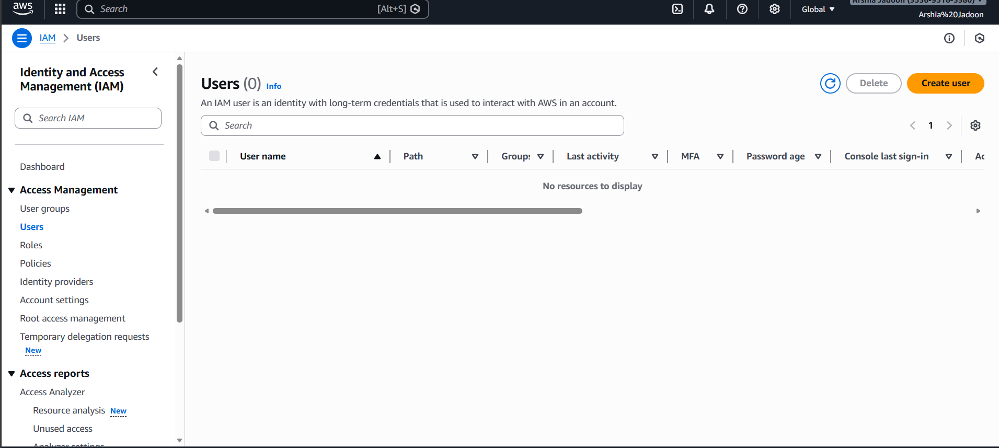 aws
Search [Alt+S]
Global
Arshia%20Jadoon
IAM > Users
Identity and Access
Management (IAM)
Search IAM
Dashboard
Access Management
User groups
Users
Roles
Policies
Identity providers
Account settings
Root access management
Temporary delegation requests
New
Access reports
Access Analyzer
Resource analysis New
Unused access
Analyzer settings
Users (0) Info
Delete
Create user
An IAM user is an identity with long-term credentials that is used to interact with AWS in an account.
Search
1
User name Path Groups Last activity MFA Password age Console last sign-in Ac
No resources to display